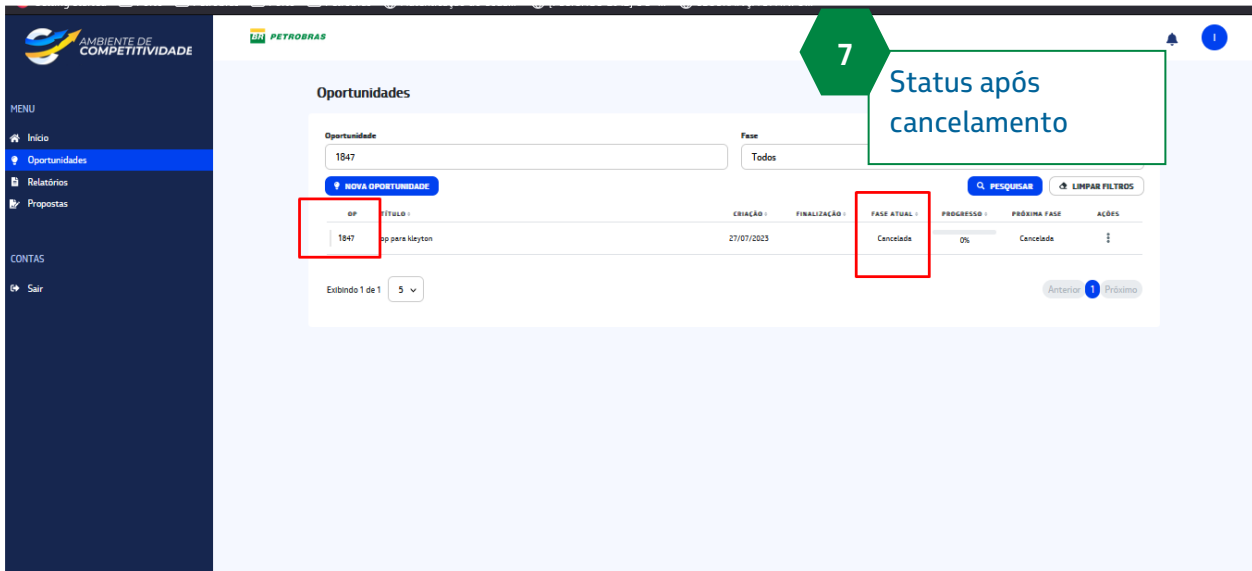 AMBIENTE DE
COMPETITIVIDADE
BR PETROBRAS
7
I
Status após
cancelamento
MENU
Início
Oportunidades
Relatórios
Propostas
CONTAS
Sair
Oportunidades
Oportunidade
Fase
1847
Todos
NOVA OPORTUNIDADE
PESQUISAR
LIMPAR FILTROS
OP TÍTULO CRIAÇÃO FINALIZAÇÃO FASE ATUAL PROGRESSO PRÓXIMA FASE AÇÕES
1847 op para kleyton 27/07/2023 Cancelada 0% Cancelada
Exibindo 1 de 1 5
Anterior 1 Próximo